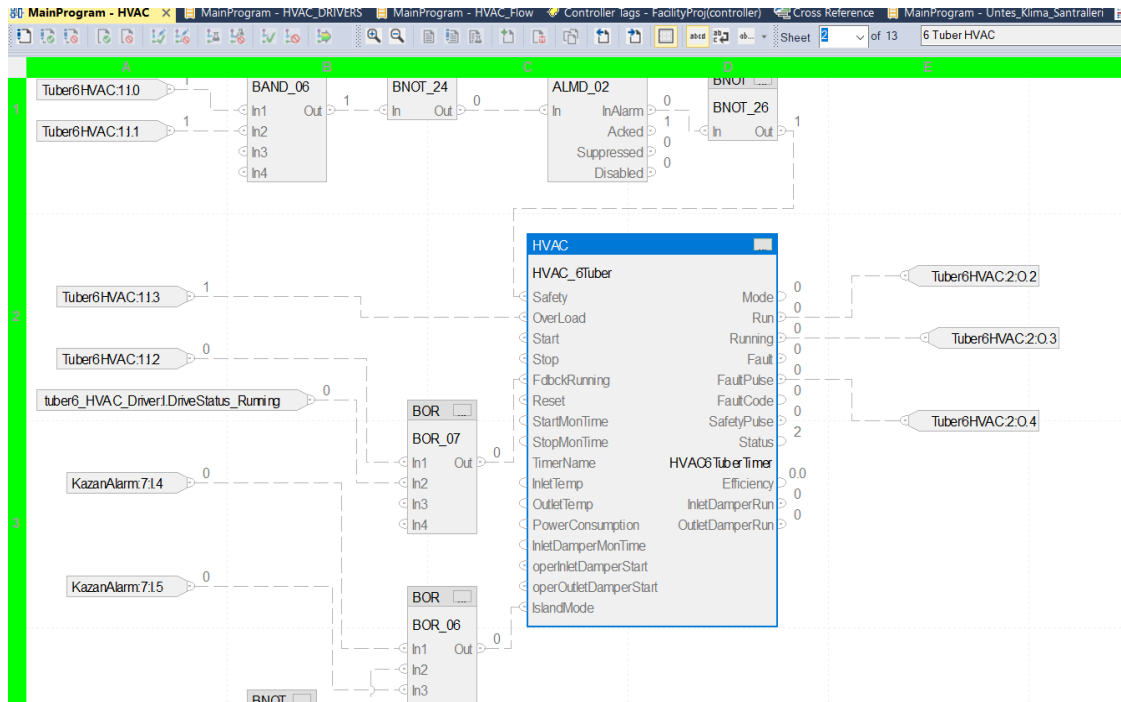 MainProgram - HVAC
MainProgram - HVAC_DRIVERS
MainProgram - HVAC_Flow
Controller Tags - FacilityProj(controller)
Cross Reference
MainProgram - Untes_Klima_Santralleri
abcd
ab...
Sheet 2 of 13
6 Tuber HVAC
A B C D E
1
Tuber6HVAC:1:I.0
1
Tuber6HVAC:1:I.1
1
BAND_06
In1 Out 1
In2
In3
In4
BNOT_24
In Out 0
ALMD_02
In InAlarm 0
Acked 1
Suppressed 0
Disabled 0
BNOT ...
BNOT_26
In Out 1
2
Tuber6HVAC:1:I.3 1
Tuber6HVAC:1:I.2 0
tuber6_HVAC_Driver:I.DriveStatus_Running 0
HVAC ...
HVAC_6Tuber
Safety Mode 0
OverLoad Run 0
Start Running 0
Stop Fault 0
FdbckRunning FaultPulse 0
Reset FaultCode 0
StartMonTime SafetyPulse 0
StopMonTime Status 2
TimerName HVAC6TuberTimer
InletTemp Efficiency 0.0
OutletTemp InletDamperRun 0
PowerConsumption OutletDamperRun 0
InletDamperMonTime
operInletDamperStart
operOutletDamperStart
IslandMode
Tuber6HVAC:2:O.2
Tuber6HVAC:2:O.3
Tuber6HVAC:2:O.4
BOR ...
BOR_07
In1 Out 0
In2
In3
In4
3
KazanAlarm:7:I.4 0
KazanAlarm:7:I.5 0
BOR ...
BOR_06
In1 Out 0
In2
In3
BNOT ...